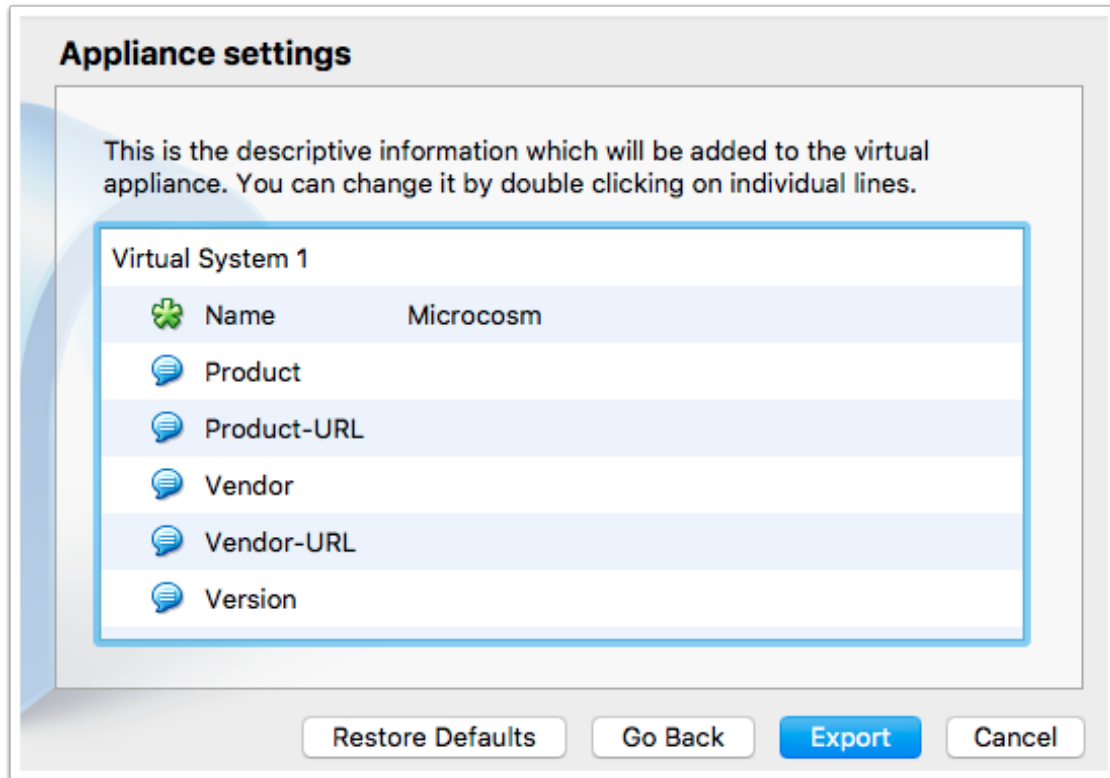 Appliance settings
This is the descriptive information which will be added to the virtual
appliance. You can change it by double clicking on individual lines.
Virtual System 1
Name Microcosm
Product
Product-URL
Vendor
Vendor-URL
Version
Restore Defaults Go Back Export Cancel